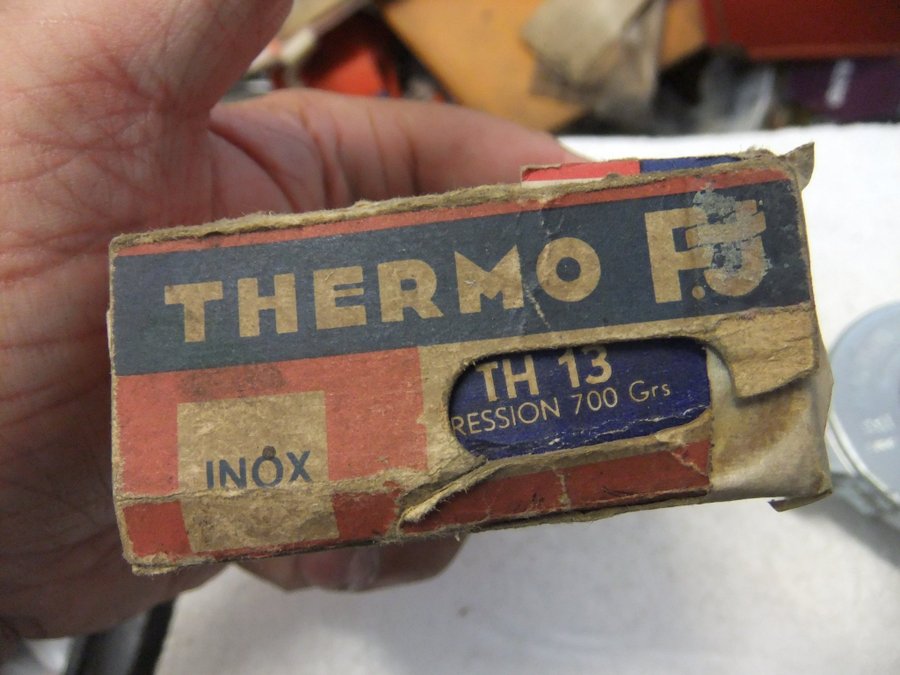 THERMO P.J
INOX
TH 13
RESSION 700 Grs